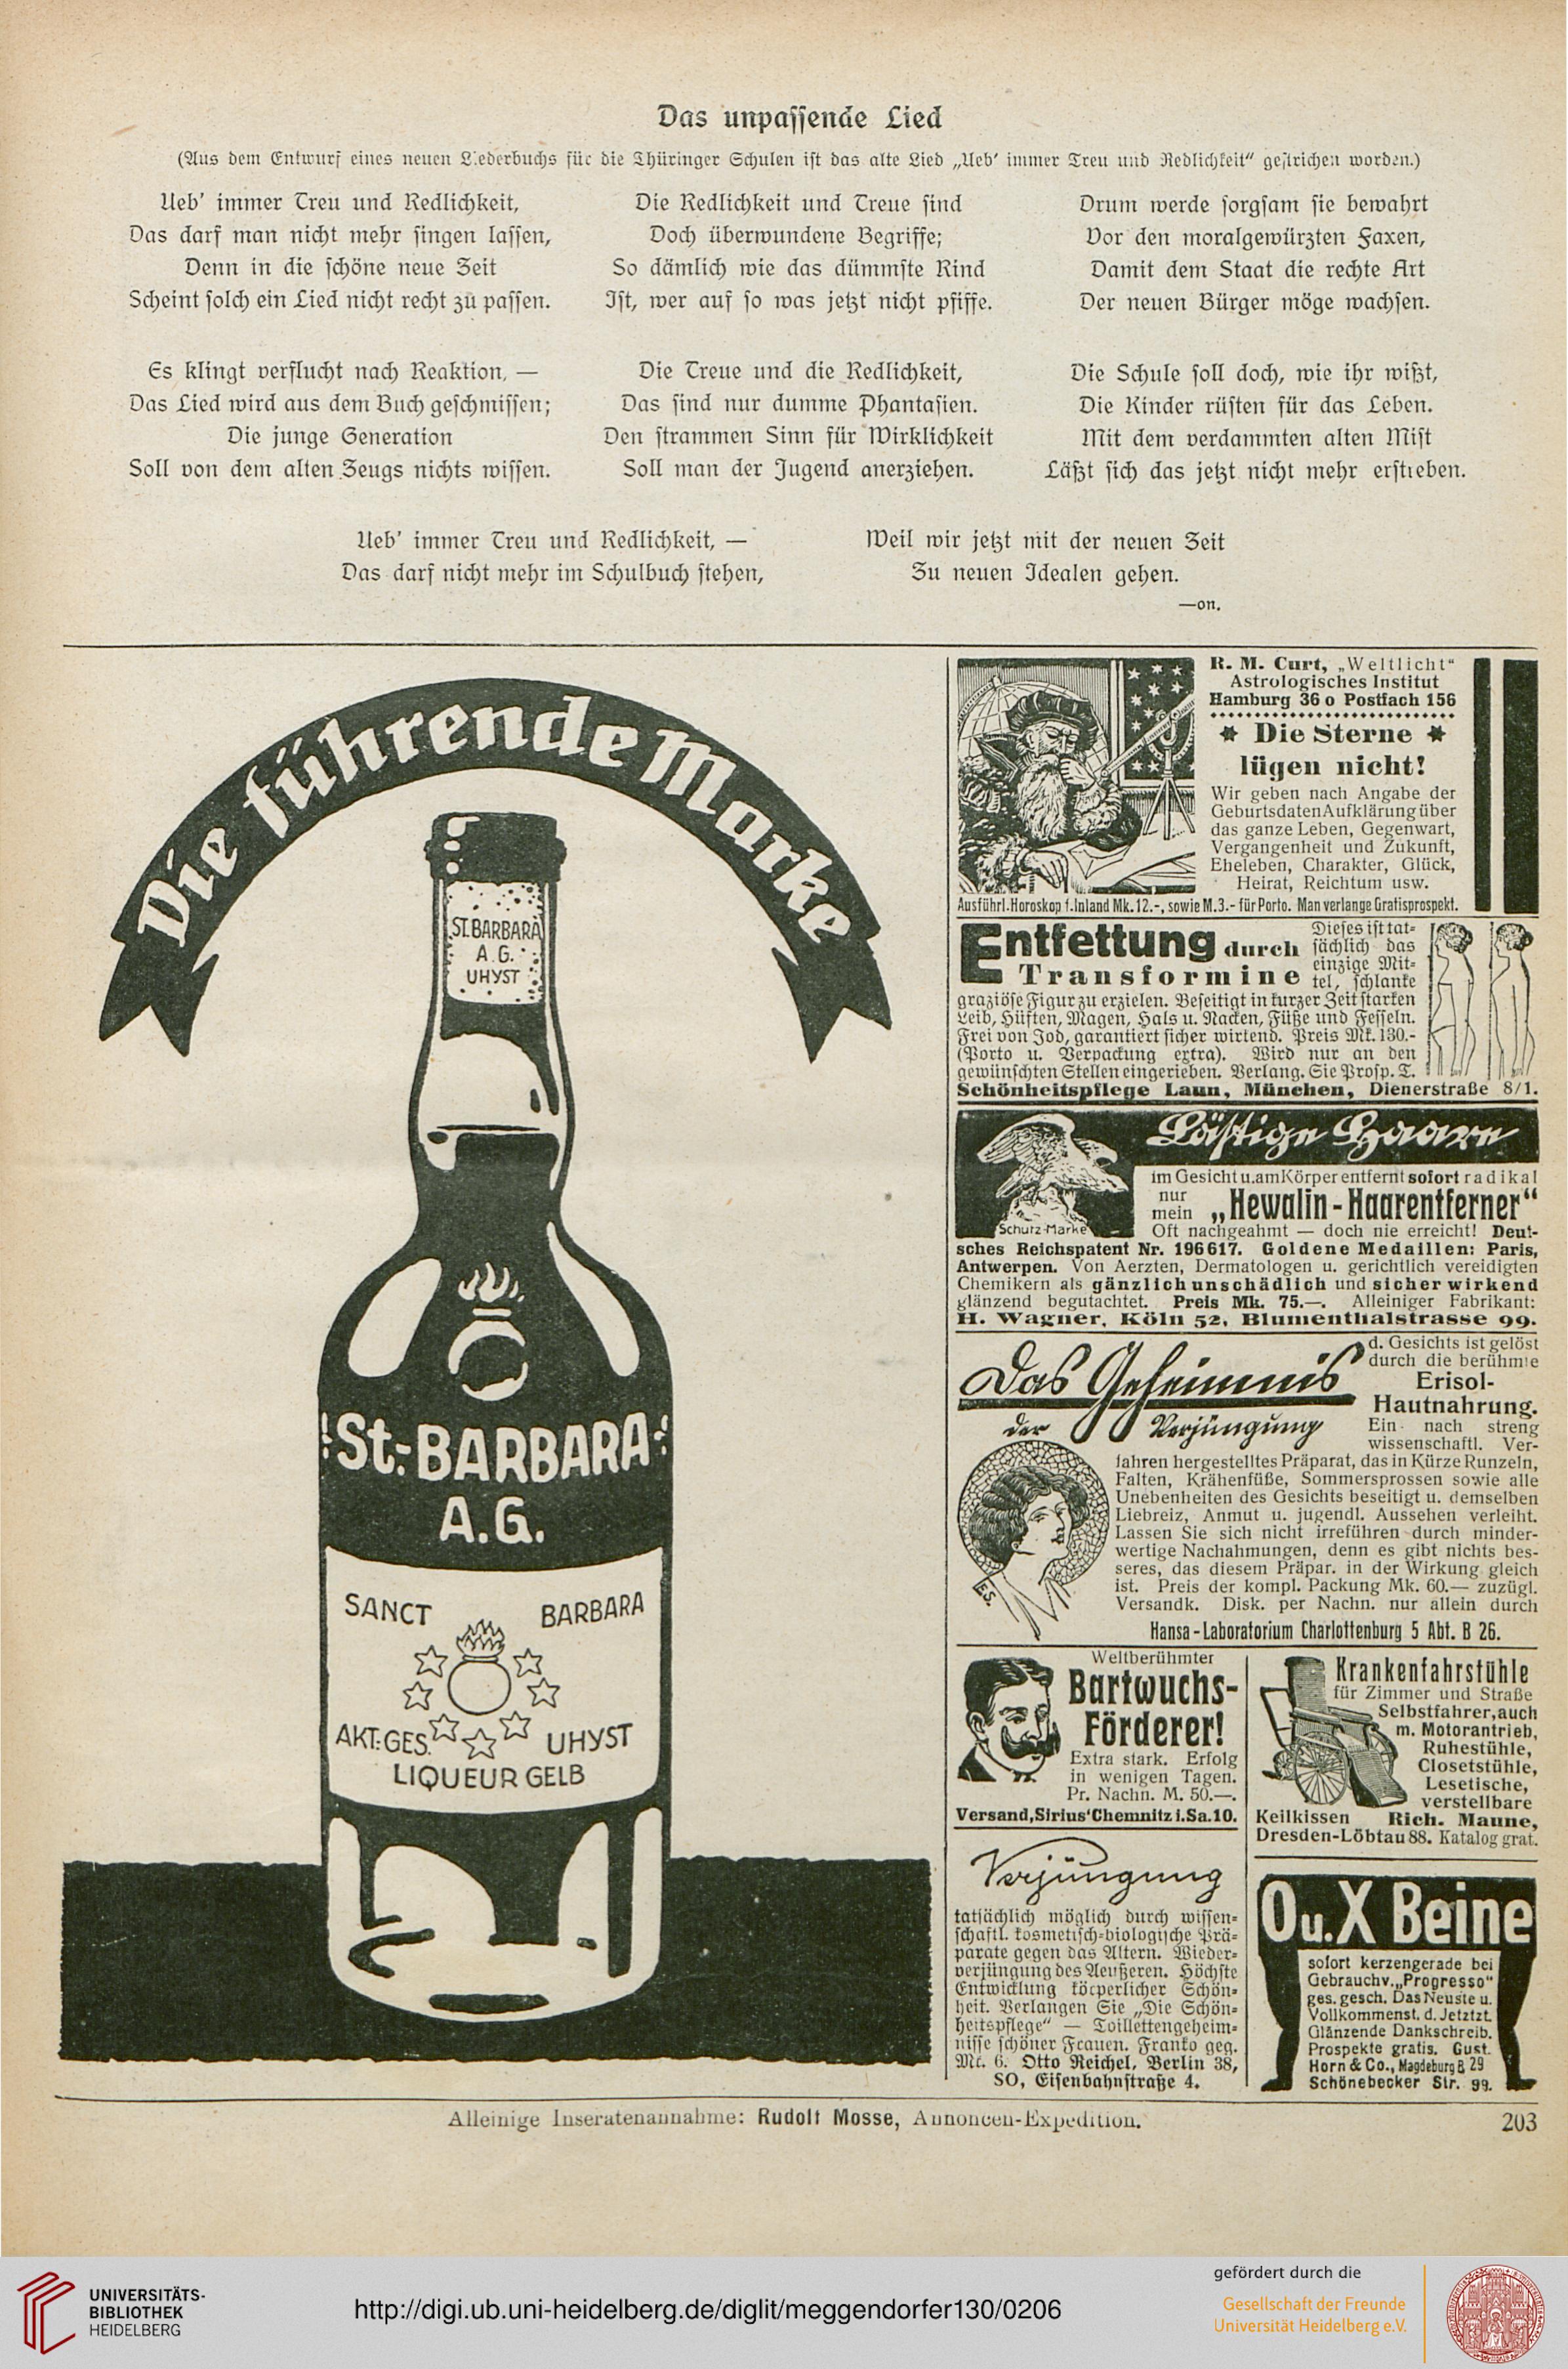 Das unpassende Lied
(Aus dem Entwurf eines neuen Liederbuchs für die Thüringer Schulen ist das alte Lied „Ueb' immer Treu und Redlichkeit“ gestrichen worden.)
Ueb' immer Treu und Redlichkeit,
Das darf man nicht mehr singen lassen,
Denn in die schöne neue Zeit
Scheint solch ein Lied nicht recht zu passen.
Es klingt verflucht nach Reaktion, —
Das Lied wird aus dem Buch geschmissen;
Die junge Generation
Soll von dem alten Zeugs nichts wissen.
Die Redlichkeit und Treue sind
Doch überwundene Begriffe;
So dämlich wie das dümmste Rind
Ist, wer auf so was jetzt nicht pfiffe.
Die Treue und die Redlichkeit,
Das sind nur dumme Phantasien.
Den strammen Sinn für Wirklichkeit
Soll man der Jugend anerziehen.
Drum werde sorgsam sie bewahrt
Vor den moralgewürzten Faxen,
Damit dem Staat die rechte Art
Der neuen Bürger möge wachsen.
Die Schule soll doch, wie ihr wißt,
Die Kinder rüsten für das Leben.
Mit dem verdammten alten Mist
Läßt sich das jetzt nicht mehr erstreben.
Ueb' immer Treu und Redlichkeit, —
Das darf nicht mehr im Schulbuch stehen,
Weil wir jetzt mit der neuen Zeit
Zu neuen Idealen gehen.
—on.
Die führende Marke
ST. BARBARA
A. G.
UHYST
St.-BARBARA
A.G.
SANCT BARBARA
AKT.-GES. UHYST
LIQUEUR GELB
R. M. Curt, „Weltlicht“
Astrologisches Institut
Hamburg 36 o Postfach 156
* Die Sterne *
lügen nicht!
Wir geben nach Angabe der
Geburtsdaten Aufklärung über
das ganze Leben, Gegenwart,
Vergangenheit und Zukunft,
Eheleben, Charakter, Glück,
Heirat, Reichtum usw.
Ausführl. Horoskop f. Inland Mk. 12.-, sowie M. 3.- für Porto. Man verlange Gratisprospekt.
Entfettung durch
Transformine
Dieses ist tat-
sächlich das
einzige Mit-
tel, schlanke
graziöse Figur zu erzielen. Beseitigt in kurzer Zeit starken
Leib, Hüften, Magen, Hals u. Nacken, Füße und Fesseln.
Frei von Jod, garantiert sicher wirkend. Preis Mk. 130.-
(Porto u. Verpackung extra). Wird nur an den
gewünschten Stellen eingerieben. Verlang. Sie Prosp. T.
Schönheitspflege Laun, München, Dienerstraße 8/1.
Lästige Haare
im Gesicht u. am Körper entfernt sofort radikal
nur mein „Hewalin-Haarentferner“
Schutz-Marke
Oft nachgeahmt — doch nie erreicht! Deut-
sches Reichspatent Nr. 196617. Goldene Medaillen: Paris,
Antwerpen. Von Aerzten, Dermatologen u. gerichtlich vereidigten
Chemikern als gänzlich unschädlich und sicher wirkend
glänzend begutachtet. Preis Mk. 75.—. Alleiniger Fabrikant:
H. Wagner, Köln 52, Blumenthalstrasse 99.
Das Geheimnis
der Verjüngung
d. Gesichts ist gelöst
durch die berühmte
Erisol-
Hautnahrung.
Ein nach streng
wissenschaftl. Ver-
fahren hergestelltes Präparat, das in Kürze Runzeln,
Falten, Krähenfüße, Sommersprossen sowie alle
Unebenheiten des Gesichts beseitigt u. demselben
Liebreiz, Anmut u. jugendl. Aussehen verleiht.
Lassen Sie sich nicht irreführen durch minder-
wertige Nachahmungen, denn es gibt nichts bes-
seres, das diesem Präpar. in der Wirkung gleich
ist. Preis der kompl. Packung Mk. 60.— zuzügl.
Versandk. Disk. per Nachn. nur allein durch
E.S.
Hansa-Laboratorium Charlottenburg 5 Abt. B 26.
Weltberühmter
Bartwuchs-
Förderer!
Extra stark. Erfolg
in wenigen Tagen.
Pr. Nachn. M. 50.—.
Versand„Sirius‘Chemnitz i.Sa.10.
Krankenfahrstühle
für Zimmer und Straße
Selbstfahrer, auch
m. Motorantrieb,
Ruhestühle,
Closetstühle,
Lesetische,
verstellbare
Keilkissen Rich. Maune,
Dresden-Löbtau 88. Katalog grat.
Verjüngung
tatsächlich möglich durch wissen-
schaftl. kosmetisch-biologische Prä-
parate gegen das Altern. Wieder-
verjüngung des Aeußeren. Höchste
Entwicklung körperlicher Schön-
heit. Verlangen Sie „Die Schön-
heitspflege“ — Toillettengeheim-
nisse schöner Frauen. Franko geg.
Mk. 6. Otto Reichel, Berlin 38,
SO, Eisenbahnstraße 4.
O u. X Beine
sofort kerzengerade bei
Gebrauch v. „Progresso“
ges. gesch. Das Neuste u.
Vollkommenst. d. Jetztzt.
Glänzende Dankschreib.
Prospekte gratis. Gust.
Horn & Co., Magdeburg B 29
Schönebecker Str. 99.
Alleinige Inseratenannahme: Rudolf Mosse, Annoncen-Expedition.
203
UNIVERSITÄTS-
BIBLIOTHEK
HEIDELBERG
http://digi.ub.uni-heidelberg.de/diglit/meggendorfer130/0206
gefördert durch die
Gesellschaft der Freunde
Universität Heidelberg e.V.